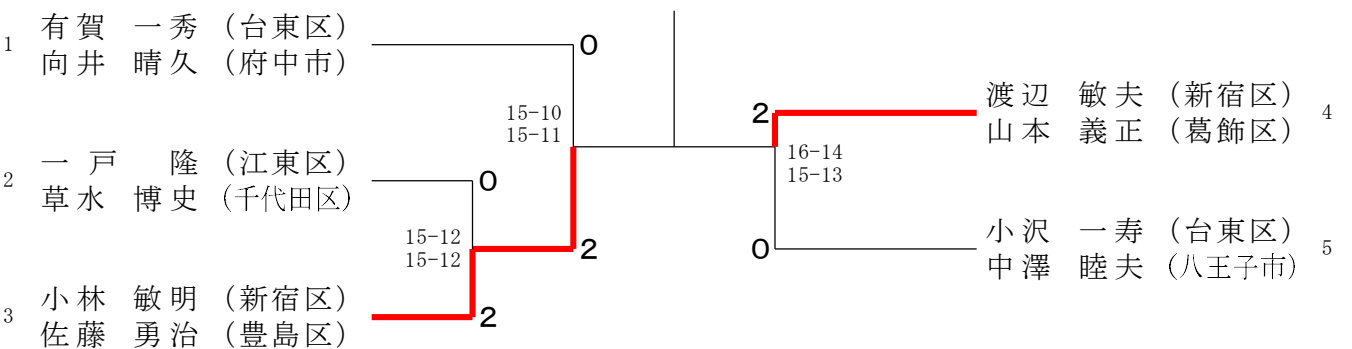 1
有賀 一秀 (台東区)
向井 晴久 (府中市)
0
15-10
15-11
2
一戸 隆 (江東区)
草水 博史 (千代田区)
0
15-12
15-12
2
3
小林 敏明 (新宿区)
佐藤 勇治 (豊島区)
2
2
渡辺 敏夫 (新宿区)
山本 義正 (葛飾区)
4
16-14
15-13
0
小沢 一寿 (台東区)
中澤 睦夫 (八王子市)
5